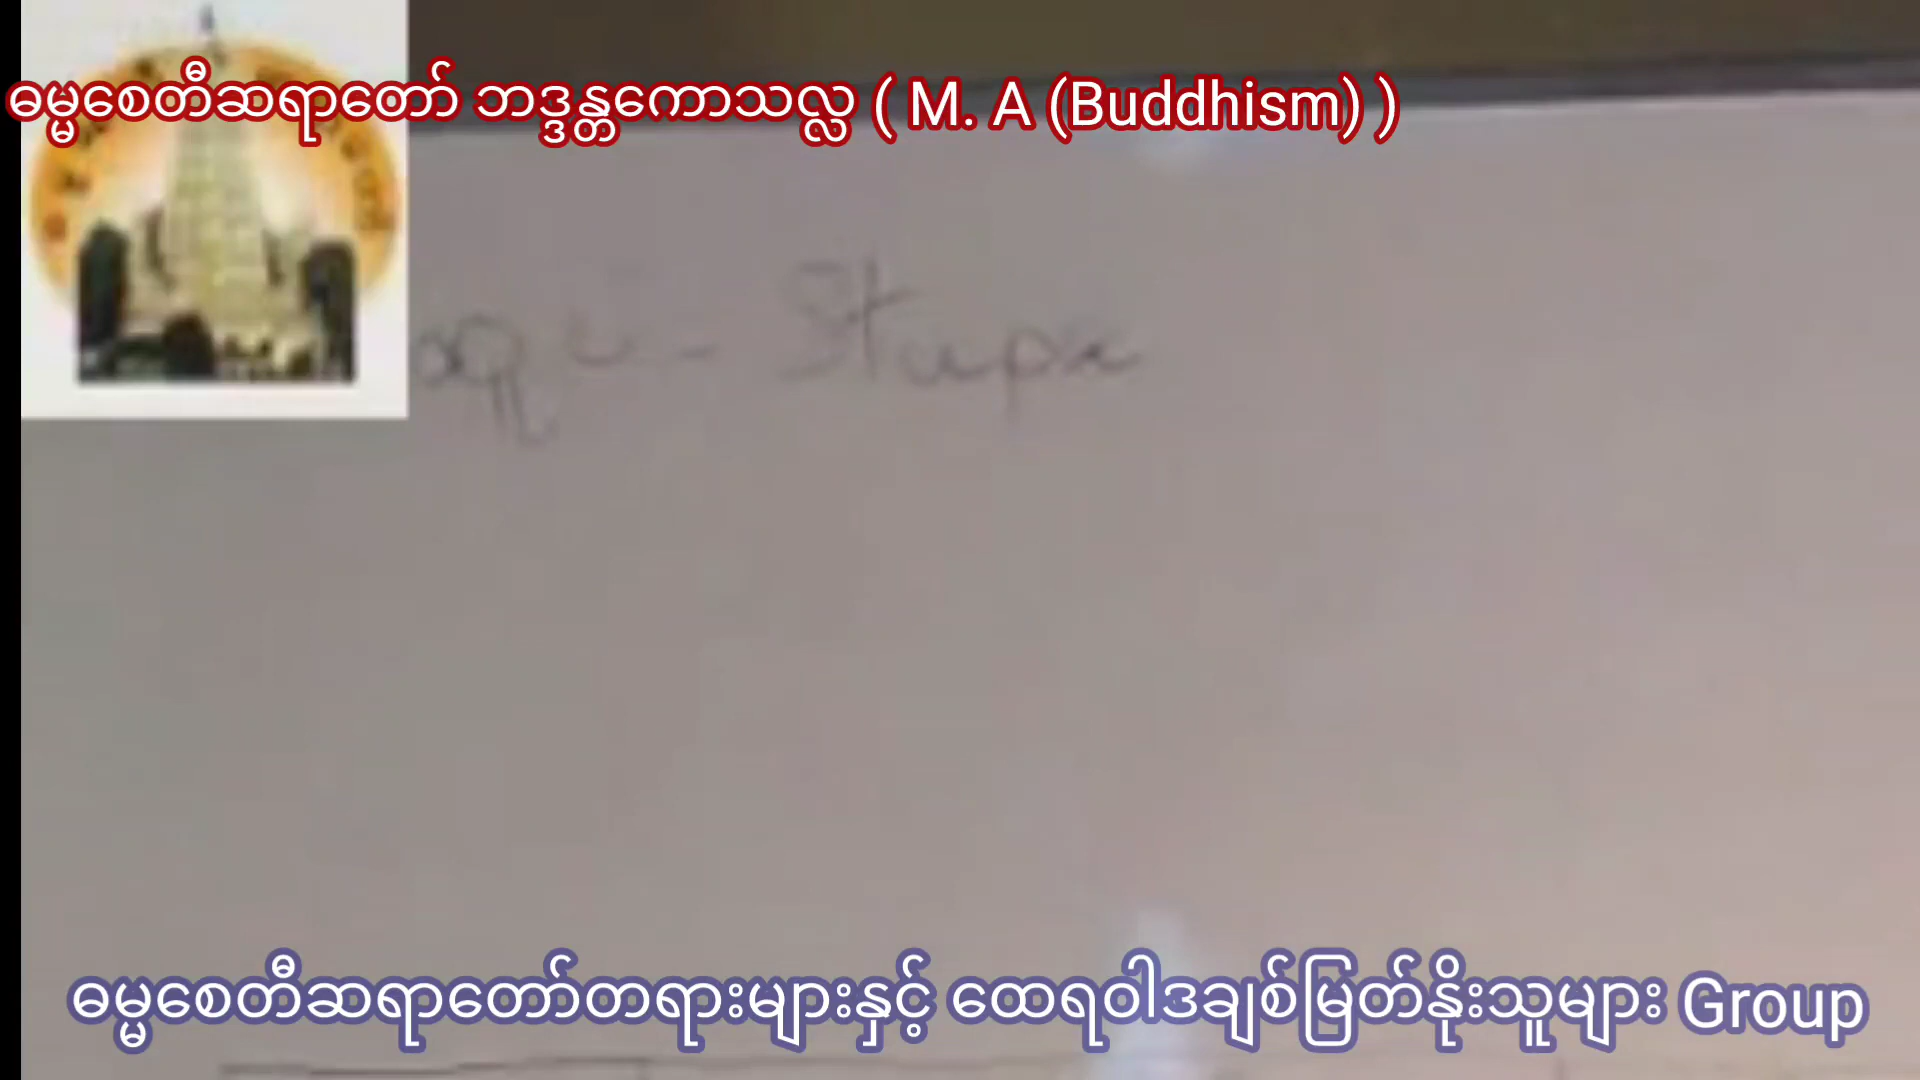 ဓမ္မစေတီဆရာတော် ဘဒ္ဒန္တကောသလ္လ ( M. A (Buddhism) )
Stupa
ဓမ္မစေတီဆရာတော်တရားများနှင့် ထေရဝါဒချစ်မြတ်နိုးသူများ Group